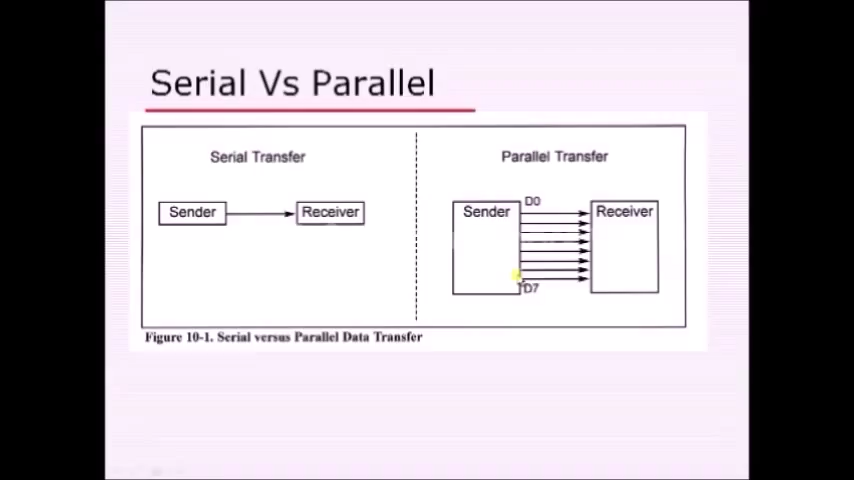 Serial Vs Parallel
Serial Transfer
Sender
Receiver
Parallel Transfer
D0
Sender
Receiver
D7
Figure 10-1. Serial versus Parallel Data Transfer